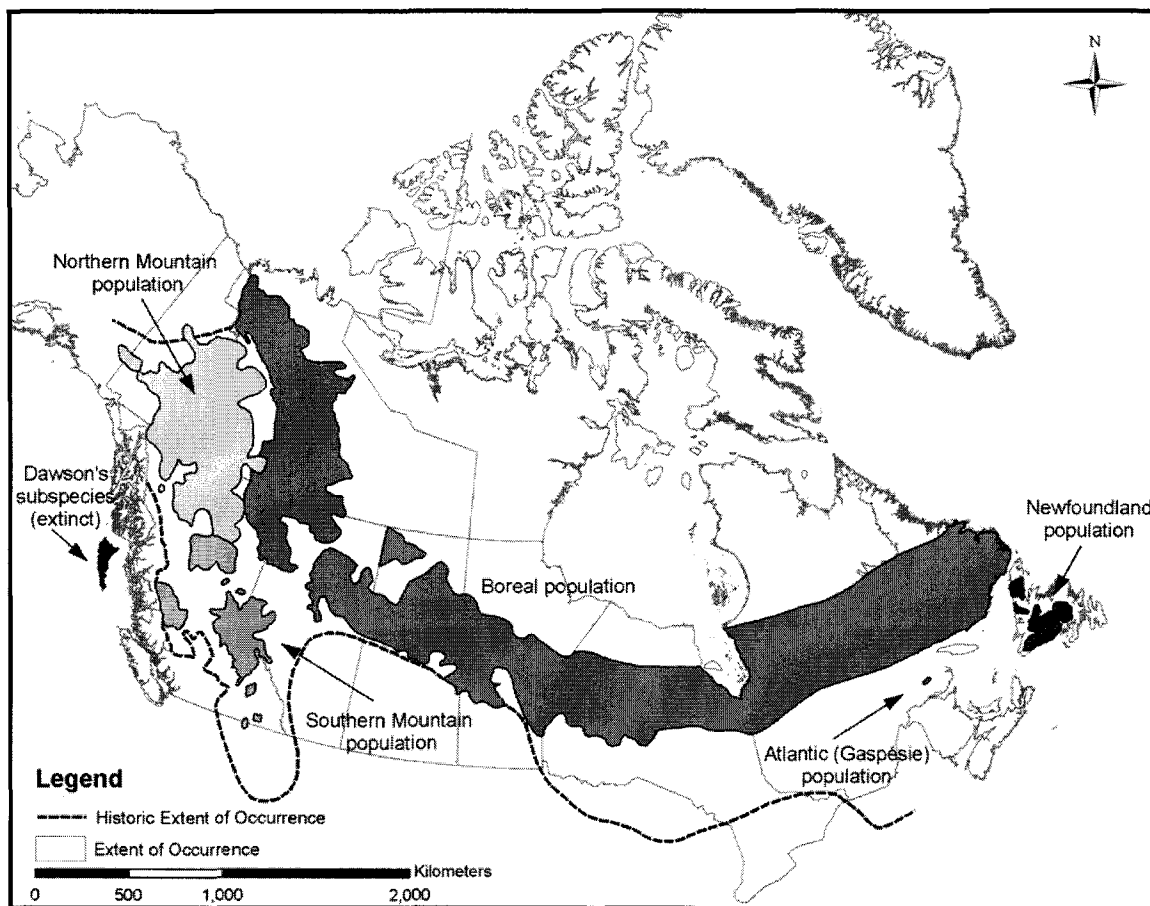 N
Northern Mountain
population
Dawson's
subspecies
(extinct)
Newfoundland
population
Boreal population
Southern Mountain
population
Atlantic (Gaspésie)
population
Legend
Historic Extent of Occurrence
Extent of Occurrence
Kilometers
0 500 1,000 2,000